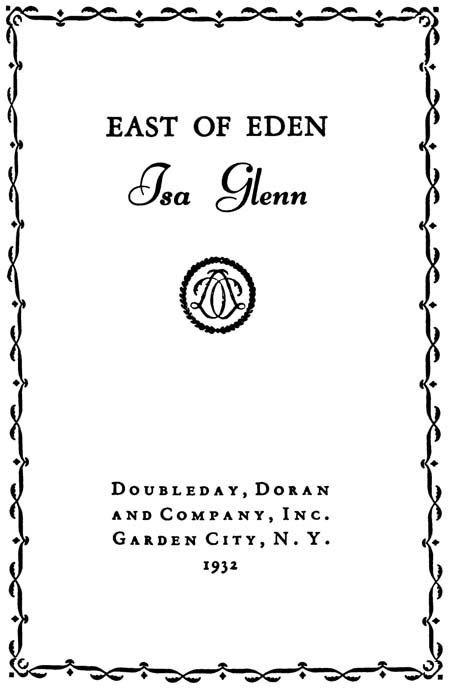 EAST OF EDEN
Isa Glenn
DOUBLEDAY, DORAN
AND COMPANY, INC.
GARDEN CITY, N. Y.
1932